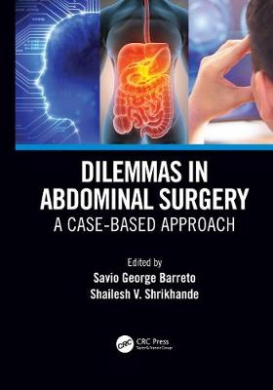 DILEMMAS IN
ABDOMINAL SURGERY
A CASE-BASED APPROACH
Edited by
Savio George Barreto
Shailesh V. Shrikhande
CRC
CRC Press
Taylor & Francis Group